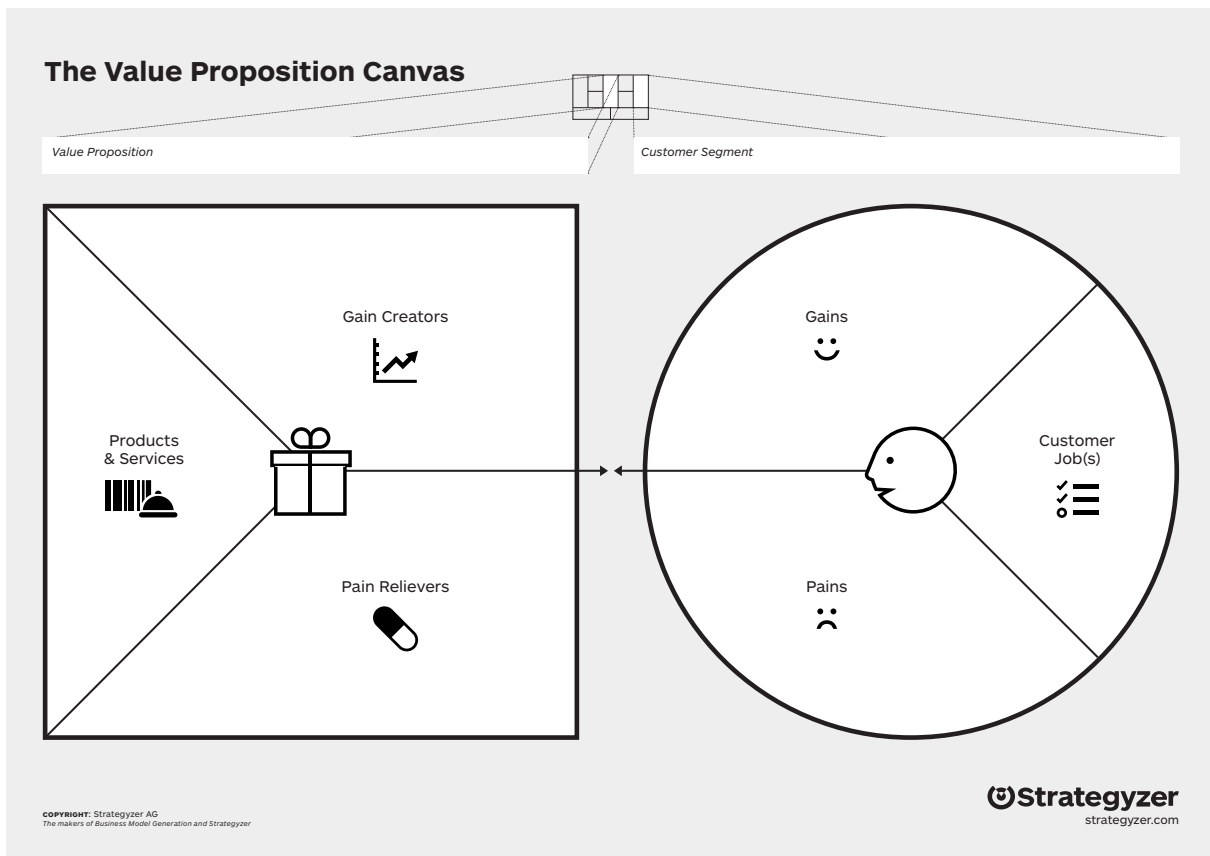 The Value Proposition Canvas
Value Proposition
Customer Segment
Gain Creators
Gains
Products
& Services
Customer
Job(s)
Pain Relievers
Pains
COPYRIGHT: Strategyzer AG
The makers of Business Model Generation and Strategyzer
Strategyzer
strategyzer.com